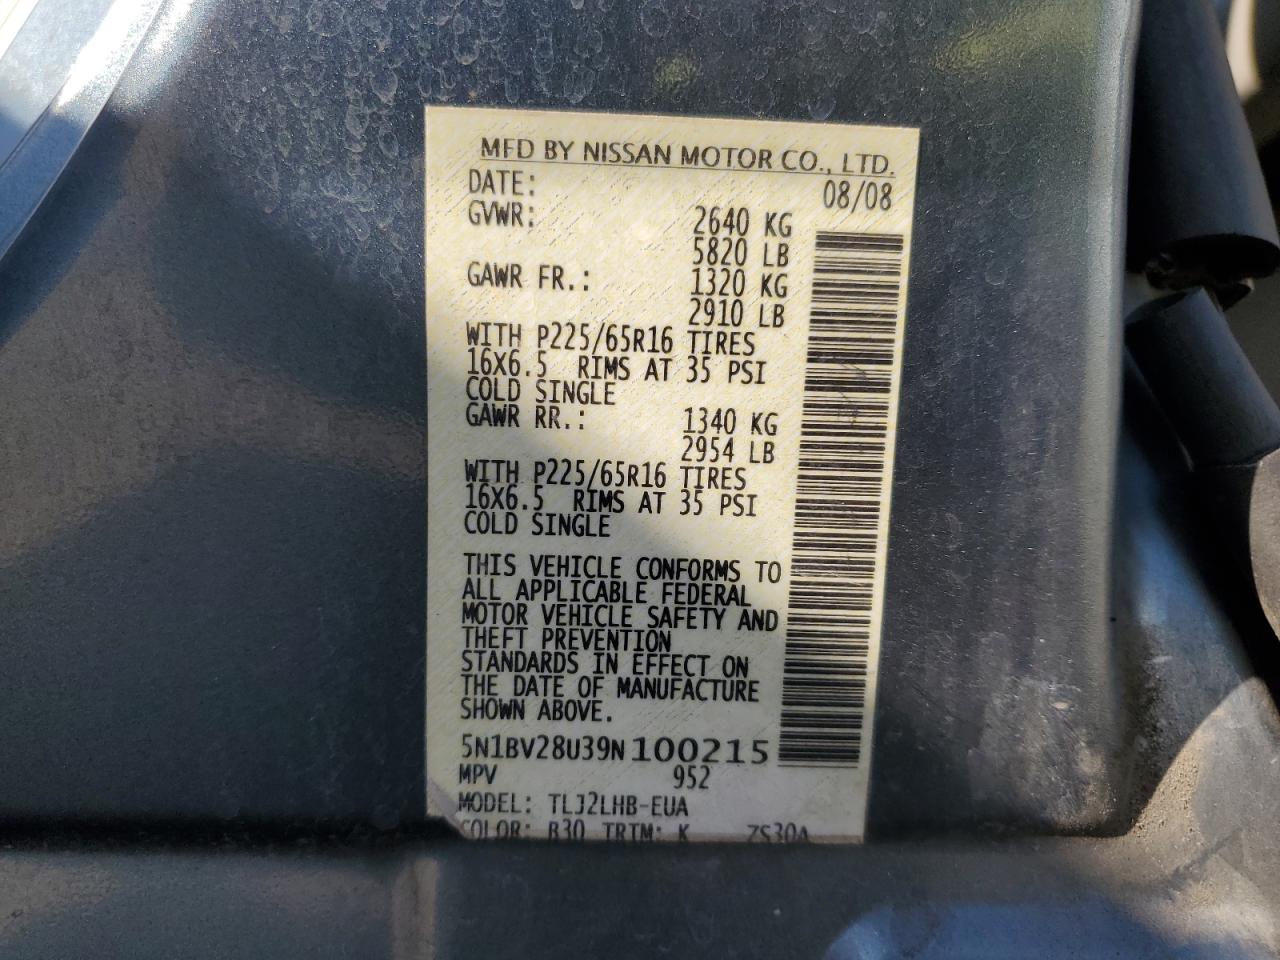 MFD BY NISSAN MOTOR CO., LTD.
DATE: 08/08
GVWR: 2640 KG
5820 LB
GAWR FR.: 1320 KG
2910 LB
WITH P225/65R16 TIRES
16X6.5 RIMS AT 35 PSI
COLD SINGLE
GAWR RR.: 1340 KG
2954 LB
WITH P225/65R16 TIRES
16X6.5 RIMS AT 35 PSI
COLD SINGLE
THIS VEHICLE CONFORMS TO
ALL APPLICABLE FEDERAL
MOTOR VEHICLE SAFETY AND
THEFT PREVENTION
STANDARDS IN EFFECT ON
THE DATE OF MANUFACTURE
SHOWN ABOVE.
5N1BV28U39N100215
MPV 952
MODEL: TLJ2LHB-EUA
COLOR: B30 TRIM: K ZS30A